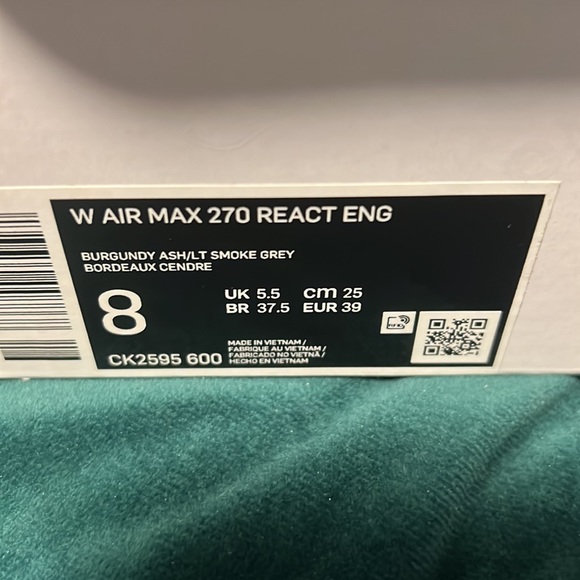 W AIR MAX 270 REACT ENG
BURGUNDY ASH/LT SMOKE GREY
BORDEAUX CENDRE
8
UK 5.5 cm 25
BR 37.5 EUR 39
CK2595 600
MADE IN VIETNAM /
FABRIQUE AU VIETNAM /
FABRICADO NO VIETNÃ /
HECHO EN VIETNAM